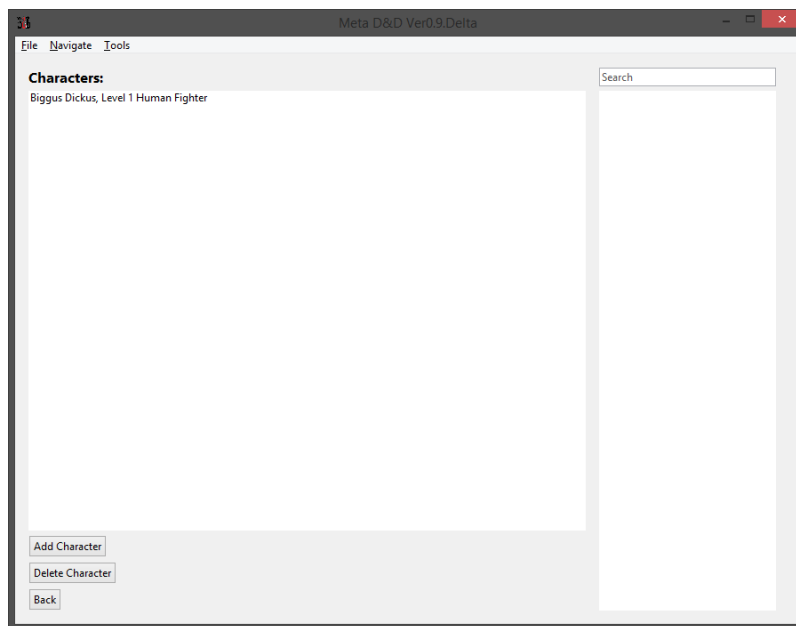 Meta D&D Ver0.9.Delta
File Navigate Tools
Characters:
Search
Biggus Dickus, Level 1 Human Fighter
Add Character
Delete Character
Back